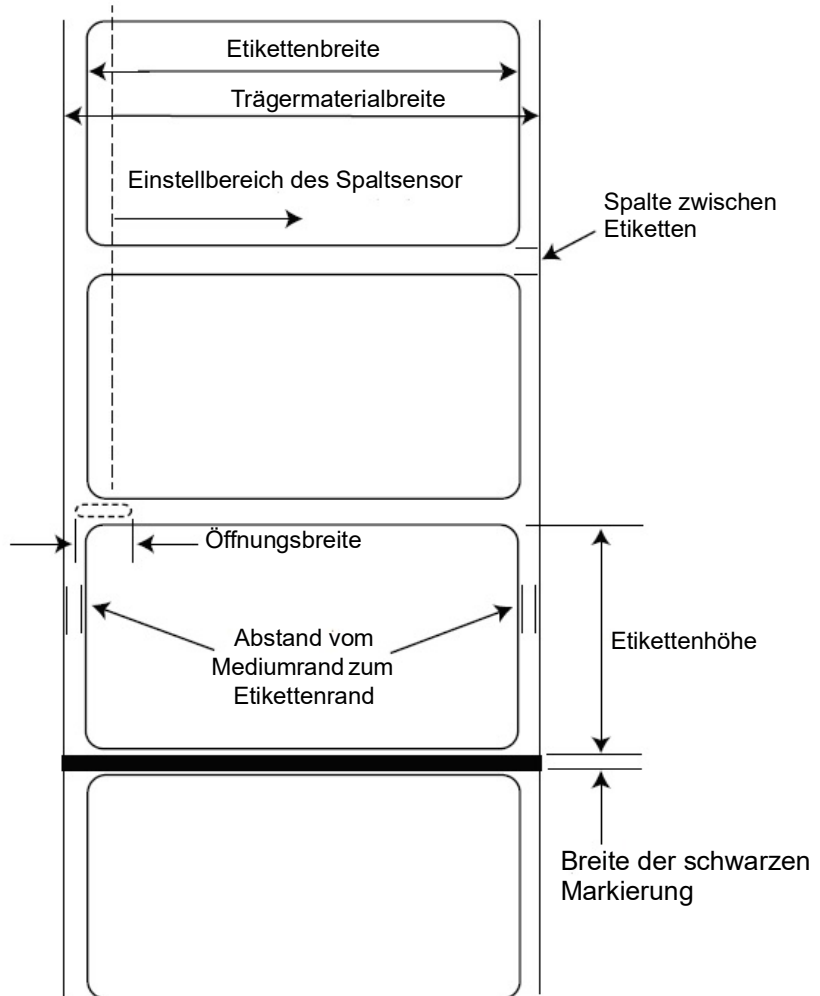 Etikettenbreite
Trägermaterialbreite
Einstellbereich des Spaltsensor
Spalte zwischen
Etiketten
Öffnungsbreite
Abstand vom
Mediumrand zum
Etikettenrand
Etikettenhöhe
Breite der schwarzen
Markierung